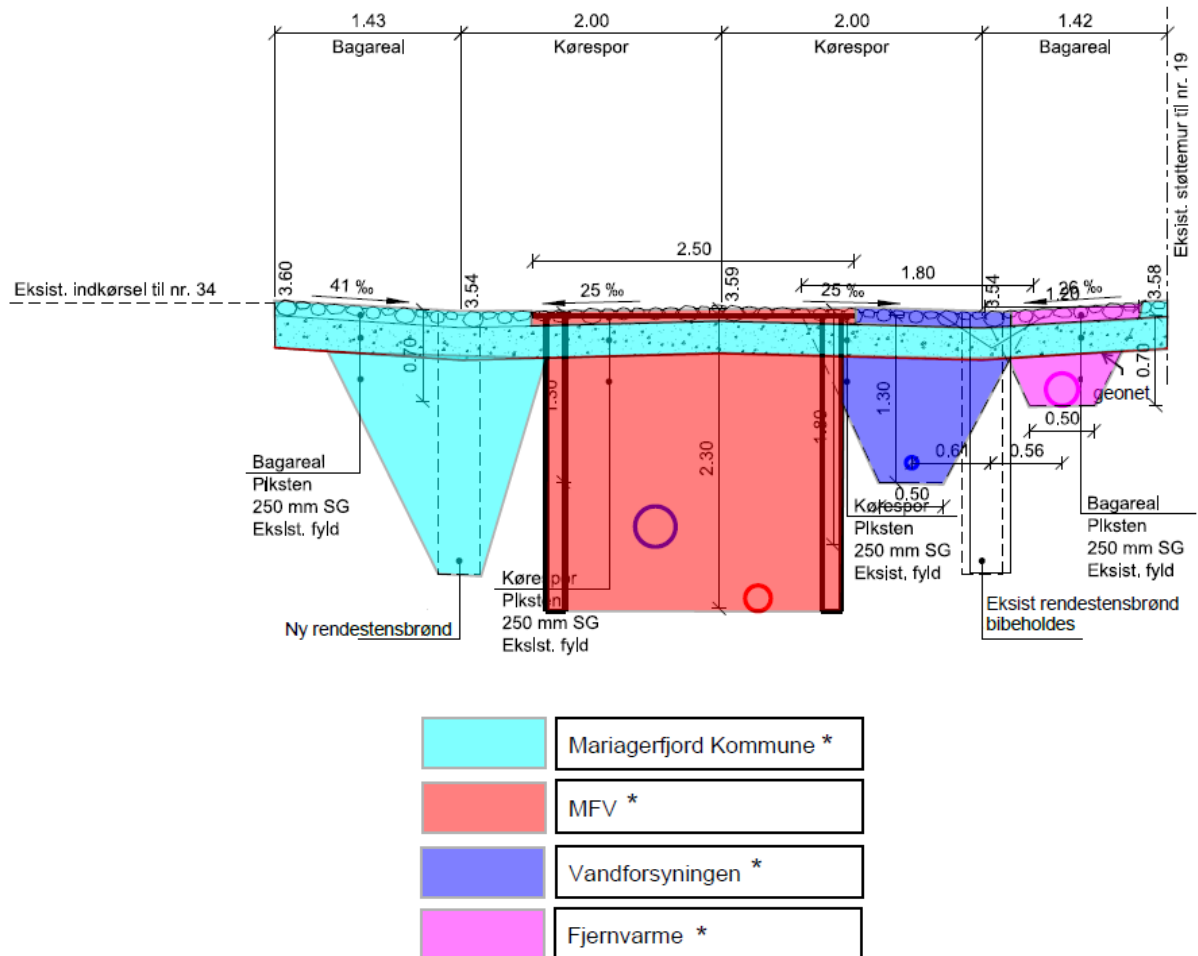 1.43
2.00
2.00
1.42
Bagareal
Kørespor
Kørespor
Bagareal
Eksist. støttemur til nr. 19
2.50
1.80
3.60
3.54
3.59
3.54
3.58
Eksist. indkørsel til nr. 34
41 ‰
25 ‰
25 ‰
26 ‰
1.20
0.70
1.30
2.30
1.80
1.30
0.70
geonet
0.50
0.61
0.56
0.50
Bagareal
Piksten
250 mm SG
Eksist. fyld
Kørespor
Piksten
250 mm SG
Eksist. fyld
Kørespor
Piksten
250 mm SG
Eksist. fyld
Bagareal
Piksten
250 mm SG
Eksist. fyld
Ny rendestensbrønd
Eksist rendestensbrønd
bibeholdes
Mariagerfjord Kommune *
MFV *
Vandforsyningen *
Fjernvarme *